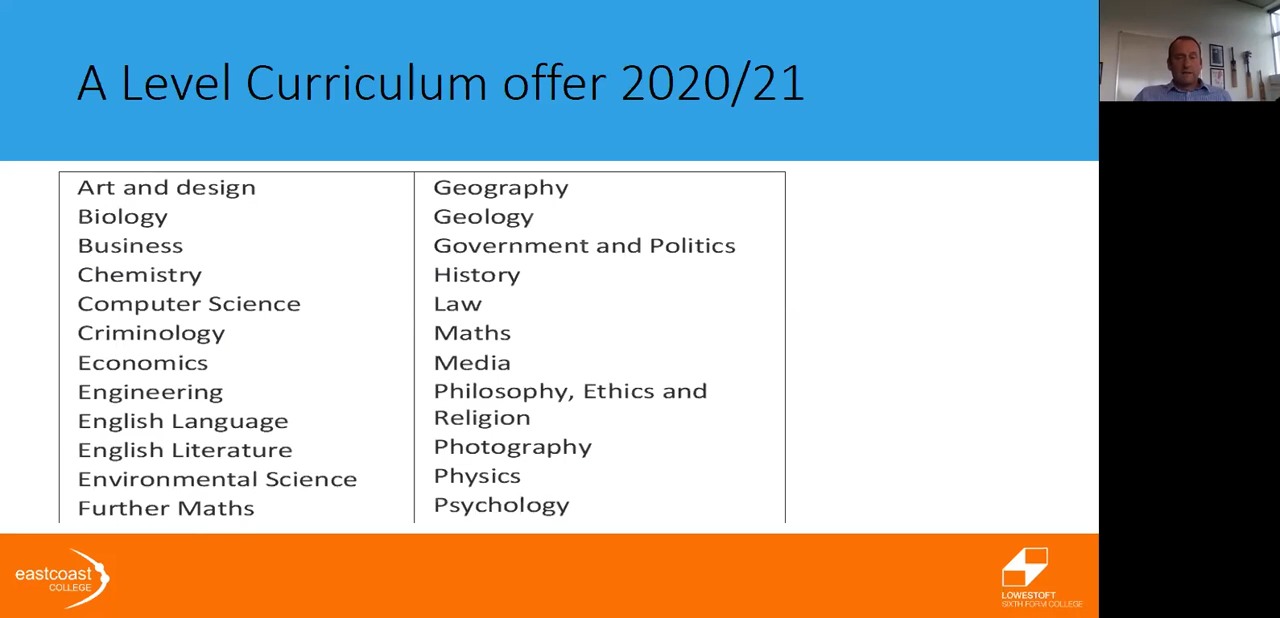 A Level Curriculum offer 2020/21
Art and design
Biology
Business
Chemistry
Computer Science
Criminology
Economics
Engineering
English Language
English Literature
Environmental Science
Further Maths
Geography
Geology
Government and Politics
History
Law
Maths
Media
Philosophy, Ethics and
Religion
Photography
Physics
Psychology
eastcoast
COLLEGE
LOWESTOFT
SIXTH FORM COLLEGE